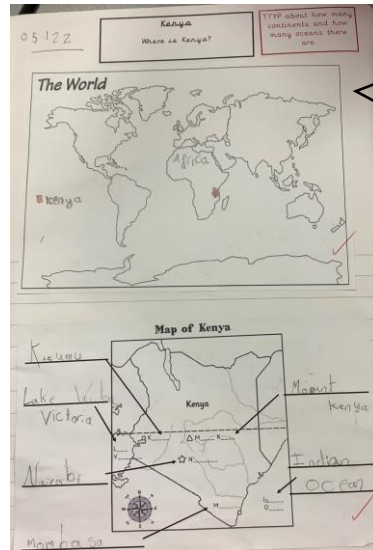 05.1.22
Kenya
Where is Kenya?
TTYP about how many
continents and how
many oceans there
are.
The World
Africa
Kenya
Map of Kenya
Kisumu
Lake
Victoria
Nairobi
Mombasa
Mount
Kenya
Indian
Ocean
Kenya
K
M K
L
V
N
M
I
O